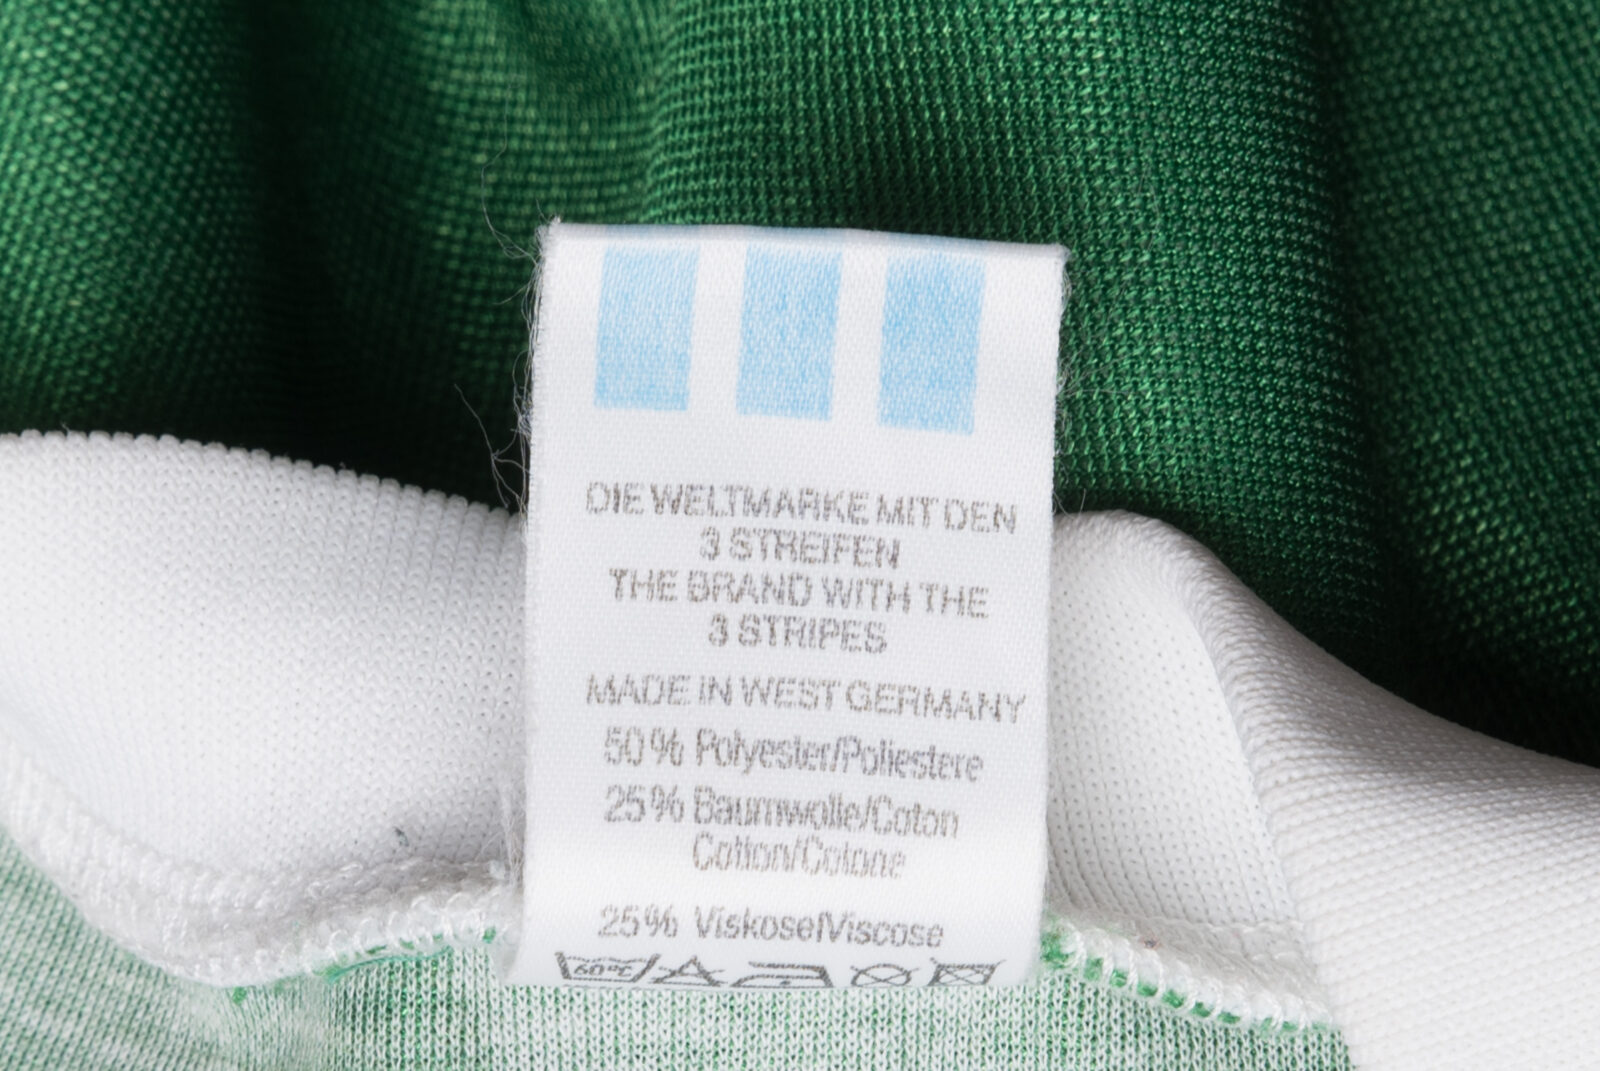 DIE WELTMARKE MIT DEN
3 STREIFEN
THE BRAND WITH THE
3 STRIPES
MADE IN WEST GERMANY
50% Polyester/Poliestere
25% Baumwolle/Coton
Cotton/Cotone
25% Viskose/Viscose
60°C